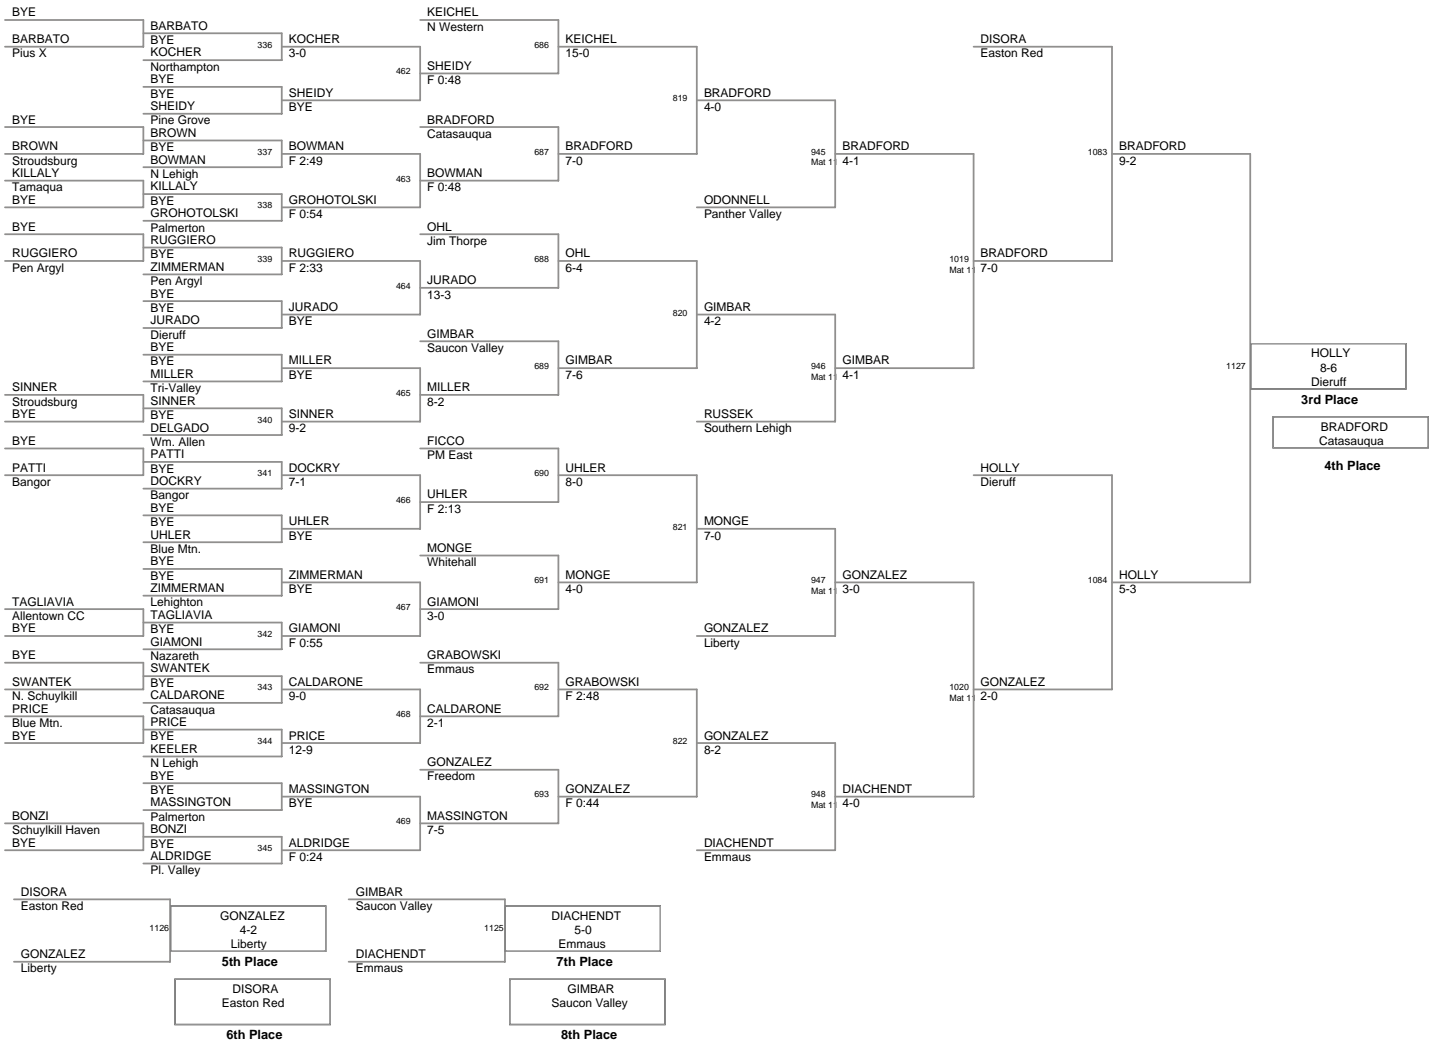 BYE
BARBATO
Pius X
BYE
BROWN
Stroudsburg
KILLALY
Tamaqua
BYE
BYE
RUGGIERO
Pen Argyl
SINNER
Stroudsburg
BYE
BYE
PATTI
Bangor
TAGLIAVIA
Allentown CC
BYE
BYE
SWANTEK
N. Schuylkill
PRICE
Blue Mtn.
BYE
BONZI
Schuylkill Haven
BYE
BARBATO
BYE
336
KOCHER
Northampton
BYE
BYE
SHEIDY
Pine Grove
BROWN
BYE
337
BOWMAN
N Lehigh
KILLALY
BYE
338
GROHOTOLSKI
Palmerton
RUGGIERO
BYE
339
ZIMMERMAN
Pen Argyl
BYE
BYE
JURADO
Dieruff
BYE
BYE
MILLER
Tri-Valley
SINNER
BYE
340
DELGADO
Wm. Allen
PATTI
BYE
341
DOCKRY
Bangor
BYE
BYE
UHLER
Blue Mtn.
BYE
BYE
ZIMMERMAN
Lehighton
TAGLIAVIA
BYE
342
GIAMONI
Nazareth
SWANTEK
BYE
343
CALDARONE
Catasauqua
PRICE
BYE
344
KEELER
N Lehigh
BYE
BYE
MASSINGTON
Palmerton
BONZI
BYE
345
ALDRIDGE
Pl. Valley
KOCHER
3-0
462
SHEIDY
BYE
BOWMAN
F 2:49
463
GROHOTOLSKI
F 0:54
RUGGIERO
F 2:33
464
JURADO
BYE
MILLER
BYE
465
SINNER
9-2
DOCKRY
7-1
466
UHLER
BYE
ZIMMERMAN
BYE
467
GIAMONI
F 0:55
CALDARONE
9-0
468
PRICE
12-9
MASSINGTON
BYE
469
ALDRIDGE
F 0:24
KEICHEL
N Western
686
SHEIDY
F 0:48
BRADFORD
Catasauqua
687
BOWMAN
F 0:48
OHL
Jim Thorpe
688
JURADO
13-3
GIMBAR
Saucon Valley
689
MILLER
8-2
FICCO
PM East
690
UHLER
F 2:13
MONGE
Whitehall
691
GIAMONI
3-0
GRABOWSKI
Emmaus
692
CALDARONE
2-1
GONZALEZ
Freedom
693
MASSINGTON
7-5
KEICHEL
15-0
819
BRADFORD
7-0
OHL
6-4
820
GIMBAR
7-6
UHLER
8-0
821
MONGE
4-0
GRABOWSKI
F 2:48
822
GONZALEZ
F 0:44
BRADFORD
4-0
945
Mat 11
ODONNELL
Panther Valley
GIMBAR
4-2
946
Mat 11
RUSSEK
Southern Lehigh
MONGE
7-0
947
Mat 11
GONZALEZ
Liberty
GONZALEZ
8-2
948
Mat 11
DIACHENDT
Emmaus
BRADFORD
4-1
1019
Mat 11
GIMBAR
4-1
GONZALEZ
3-0
1020
Mat 11
DIACHENDT
4-0
DISORA
Easton Red
1083
BRADFORD
7-0
HOLLY
Dieruff
1084
GONZALEZ
2-0
BRADFORD
9-2
1127
HOLLY
5-3
HOLLY
8-6
Dieruff
3rd Place
BRADFORD
Catasauqua
4th Place
DISORA
Easton Red
1126
GONZALEZ
Liberty
GONZALEZ
4-2
Liberty
5th Place
DISORA
Easton Red
6th Place
GIMBAR
Saucon Valley
1125
DIACHENDT
Emmaus
DIACHENDT
5-0
Emmaus
7th Place
GIMBAR
Saucon Valley
8th Place